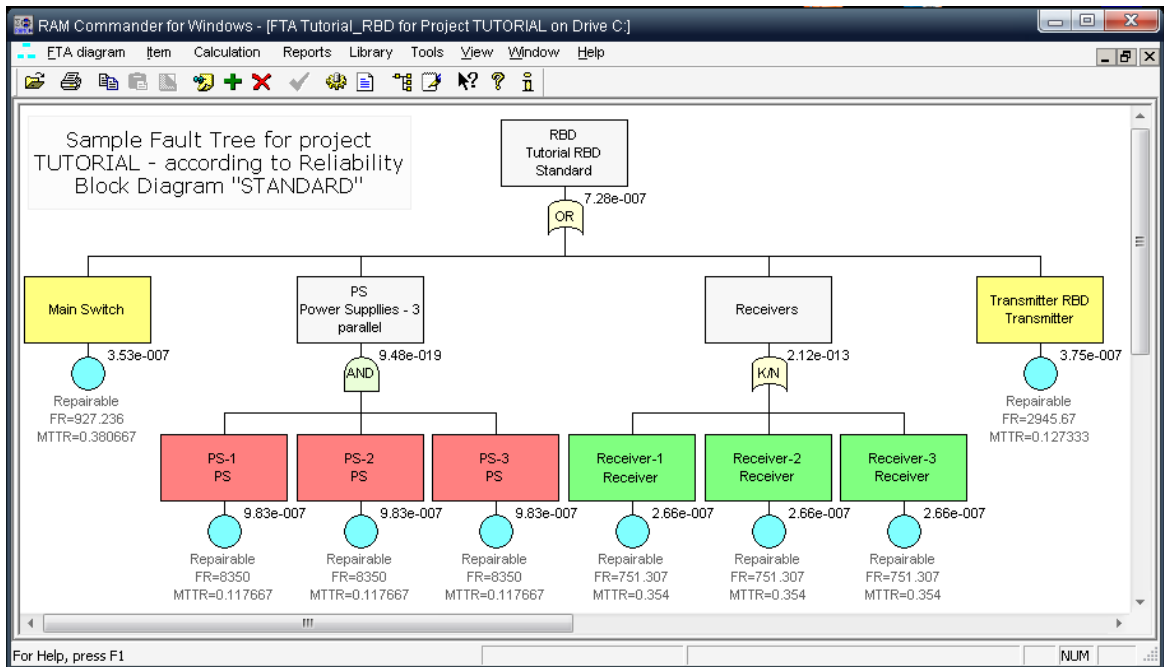 RAM Commander for Windows - [FTA Tutorial_RBD for Project TUTORIAL on Drive C:]
FTA diagram Item Calculation Reports Library Tools View Window Help
Sample Fault Tree for project
TUTORIAL - according to Reliability
Block Diagram "STANDARD"
RBD
Tutorial RBD
Standard
7.28e-007
OR
Main Switch
3.53e-007
Repairable
FR=927.236
MTTR=0.380667
PS
Power Suppllies - 3
parallel
9.48e-019
AND
Receivers
2.12e-013
K/N
Transmitter RBD
Transmitter
3.75e-007
Repairable
FR=2945.67
MTTR=0.127333
PS-1
PS
9.83e-007
Repairable
FR=8350
MTTR=0.117667
PS-2
PS
9.83e-007
Repairable
FR=8350
MTTR=0.117667
PS-3
PS
9.83e-007
Repairable
FR=8350
MTTR=0.117667
Receiver-1
Receiver
2.66e-007
Repairable
FR=751.307
MTTR=0.354
Receiver-2
Receiver
2.66e-007
Repairable
FR=751.307
MTTR=0.354
Receiver-3
Receiver
2.66e-007
Repairable
FR=751.307
MTTR=0.354
For Help, press F1
NUM